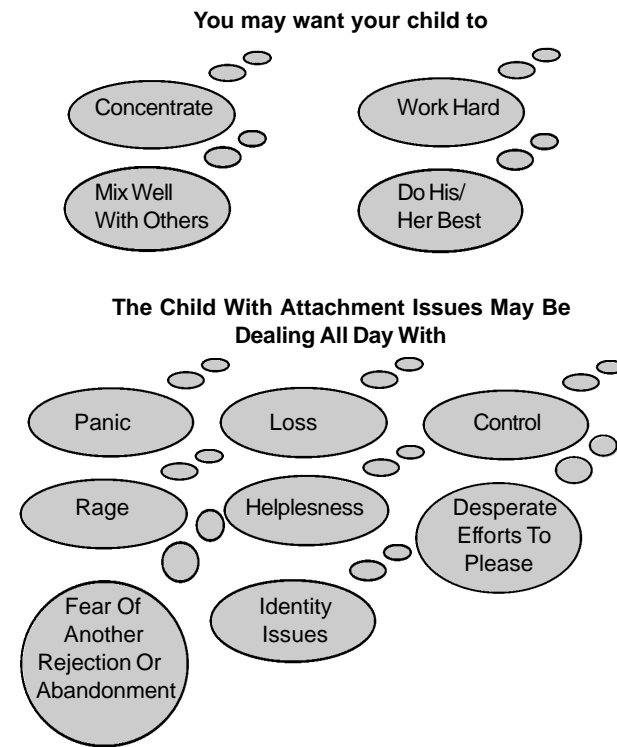 You may want your child to
Concentrate
Work Hard
Mix Well
With Others
Do His/
Her Best
The Child With Attachment Issues May Be
Dealing All Day With
Panic
Loss
Control
Rage
Helplesness
Desperate
Efforts To
Please
Fear Of
Another
Rejection Or
Abandonment
Identity
Issues